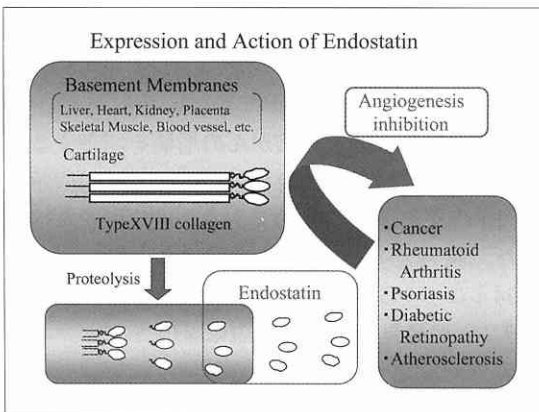 Expression and Action of Endostatin
Basement Membranes
Liver, Heart, Kidney, Placenta
Skeletal Muscle, Blood vessel, etc.
Cartilage
TypeXVIII collagen
Angiogenesis
inhibition
Proteolysis
Endostatin
・Cancer
・Rheumatoid
Arthritis
・Psoriasis
・Diabetic
Retinopathy
・Atherosclerosis